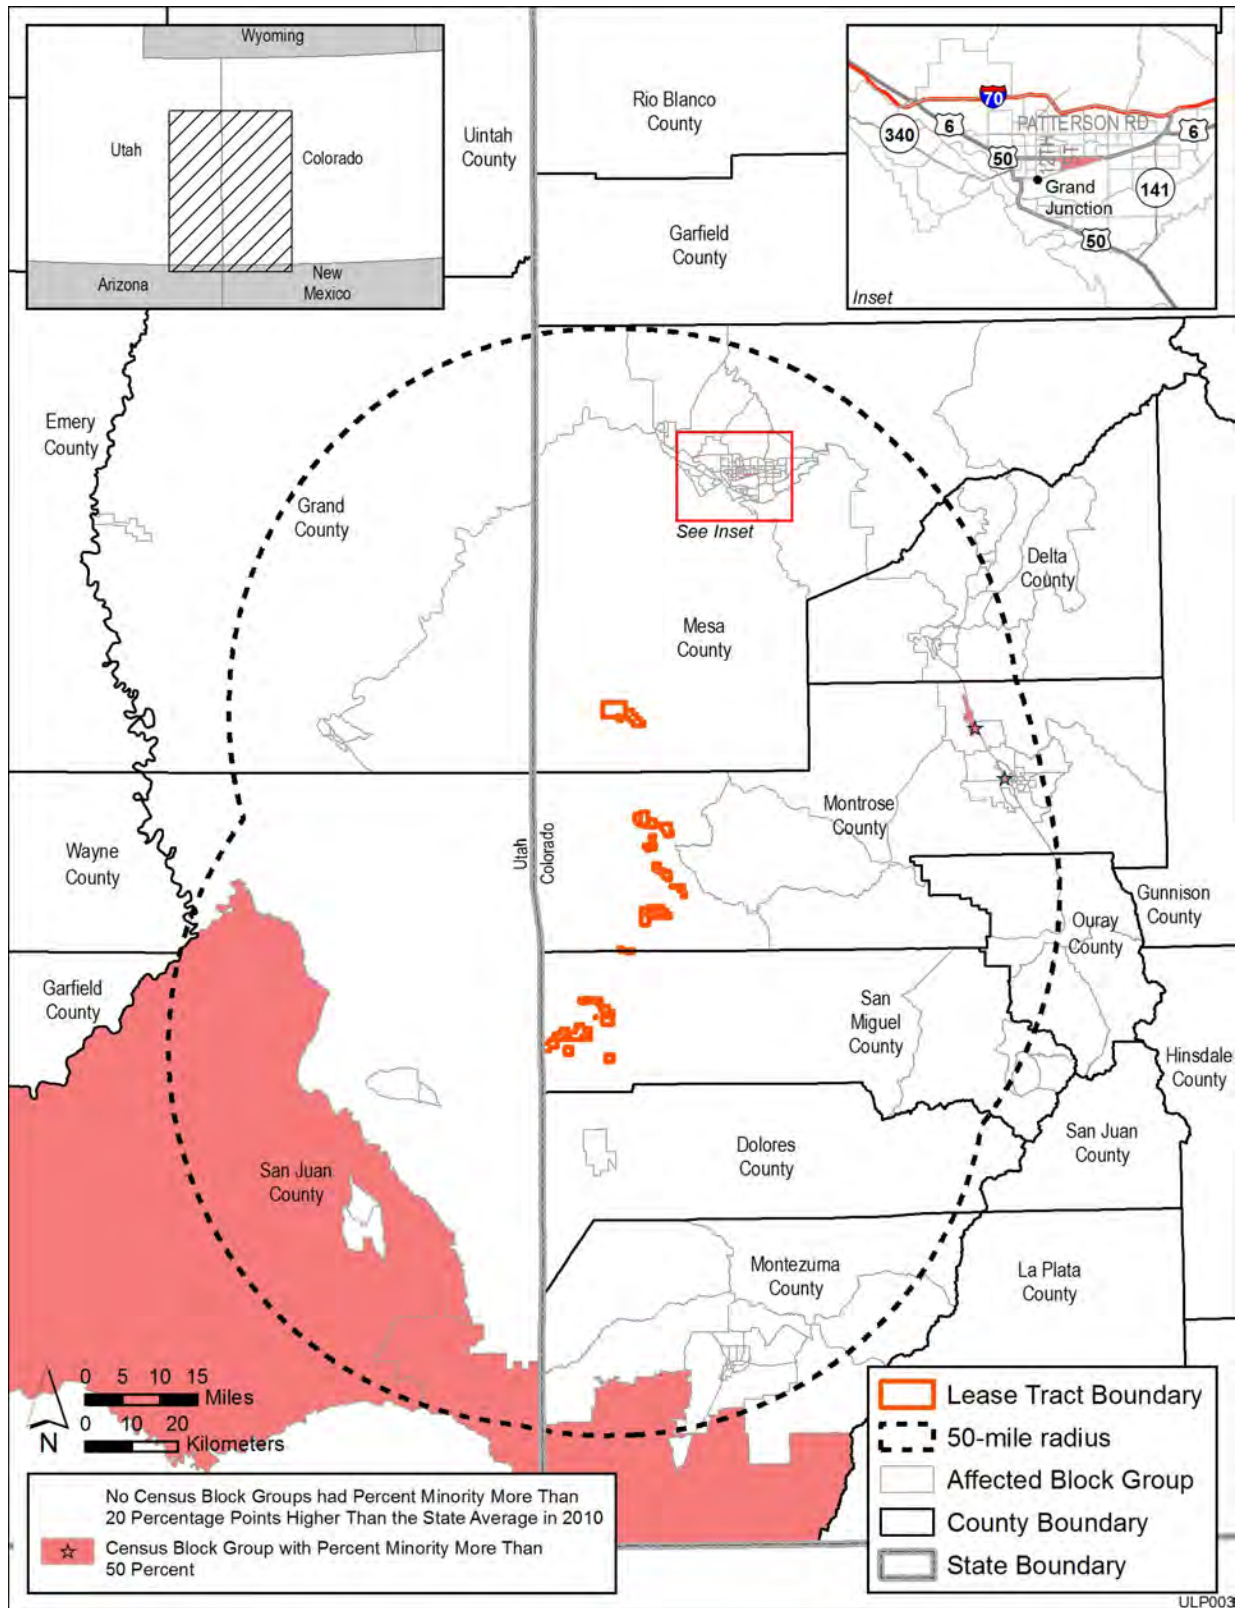 Wyoming
Utah
Colorado
Arizona
New
Mexico
Uintah
County
Rio Blanco
County
Garfield
County
70
6
PATTERSON RD
6
340
50
12TH
ST
Grand
Junction
141
50
Inset
Emery
County
Grand
County
See Inset
Delta
County
Mesa
County
Montrose
County
Utah
Colorado
Wayne
County
Gunnison
County
Ouray
County
Garfield
County
San
Miguel
County
Hinsdale
County
Dolores
County
San Juan
County
San Juan
County
Montezuma
County
La Plata
County
0 5 10 15
Miles
0 10 20
Kilometers
N
Lease Tract Boundary
50-mile radius
Affected Block Group
County Boundary
State Boundary
No Census Block Groups had Percent Minority More Than
20 Percentage Points Higher Than the State Average in 2010
Census Block Group with Percent Minority More Than
50 Percent
ULP003